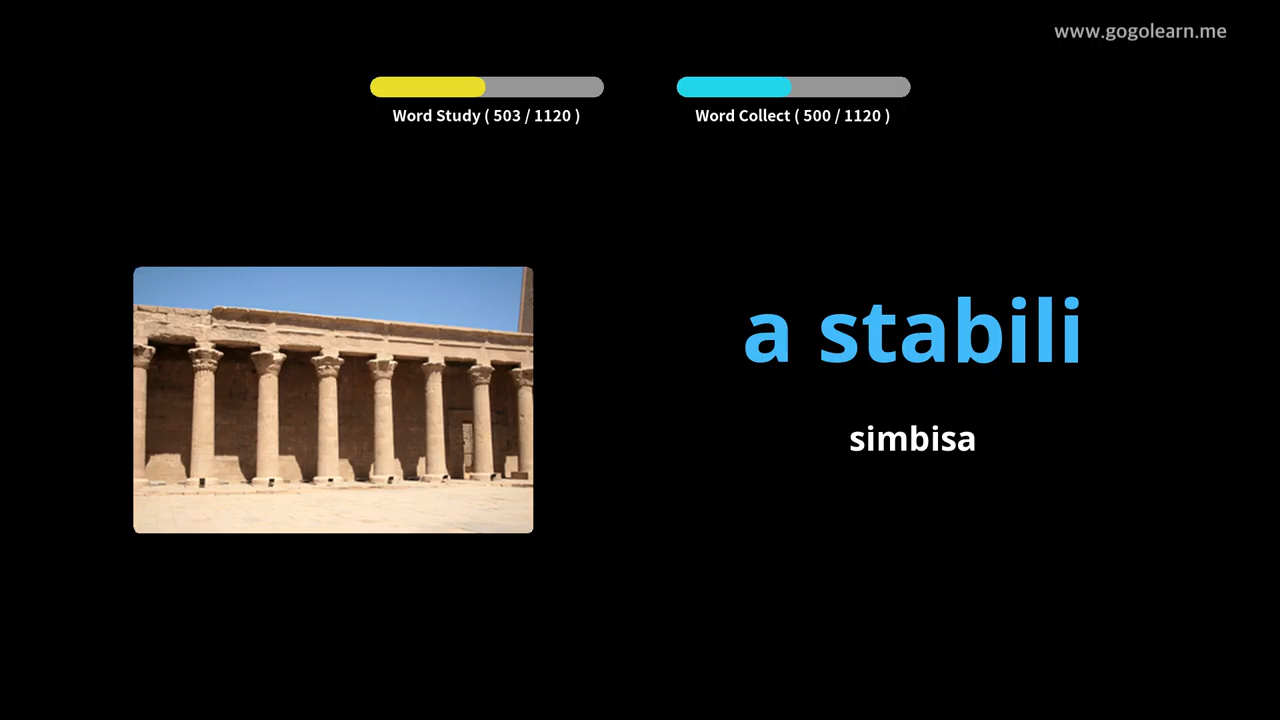 www.gogolearn.me
Word Study ( 503 / 1120 )
Word Collect ( 500 / 1120 )
a stabili
simbisa